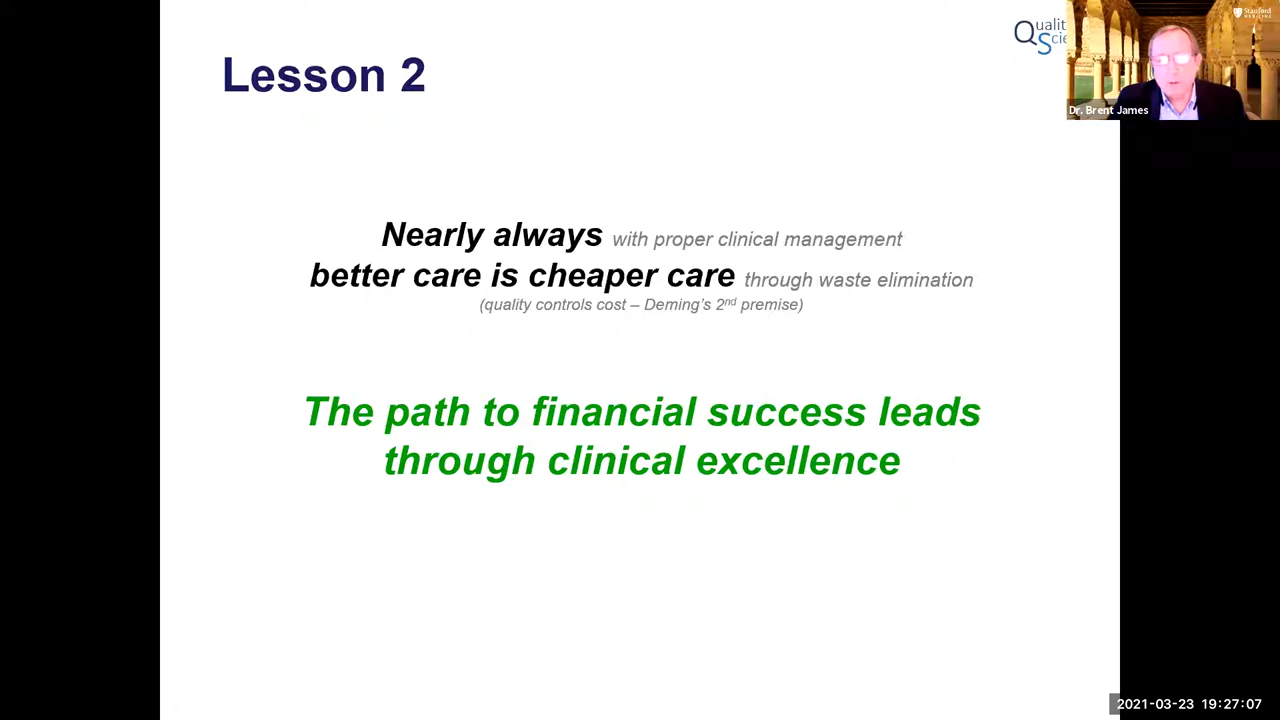 Lesson 2
Nearly always with proper clinical management
better care is cheaper care through waste elimination
(quality controls cost – Deming's 2nd premise)
The path to financial success leads
through clinical excellence
Stanford
MEDICINE
Dr. Brent James
2021-03-23 19:27:07